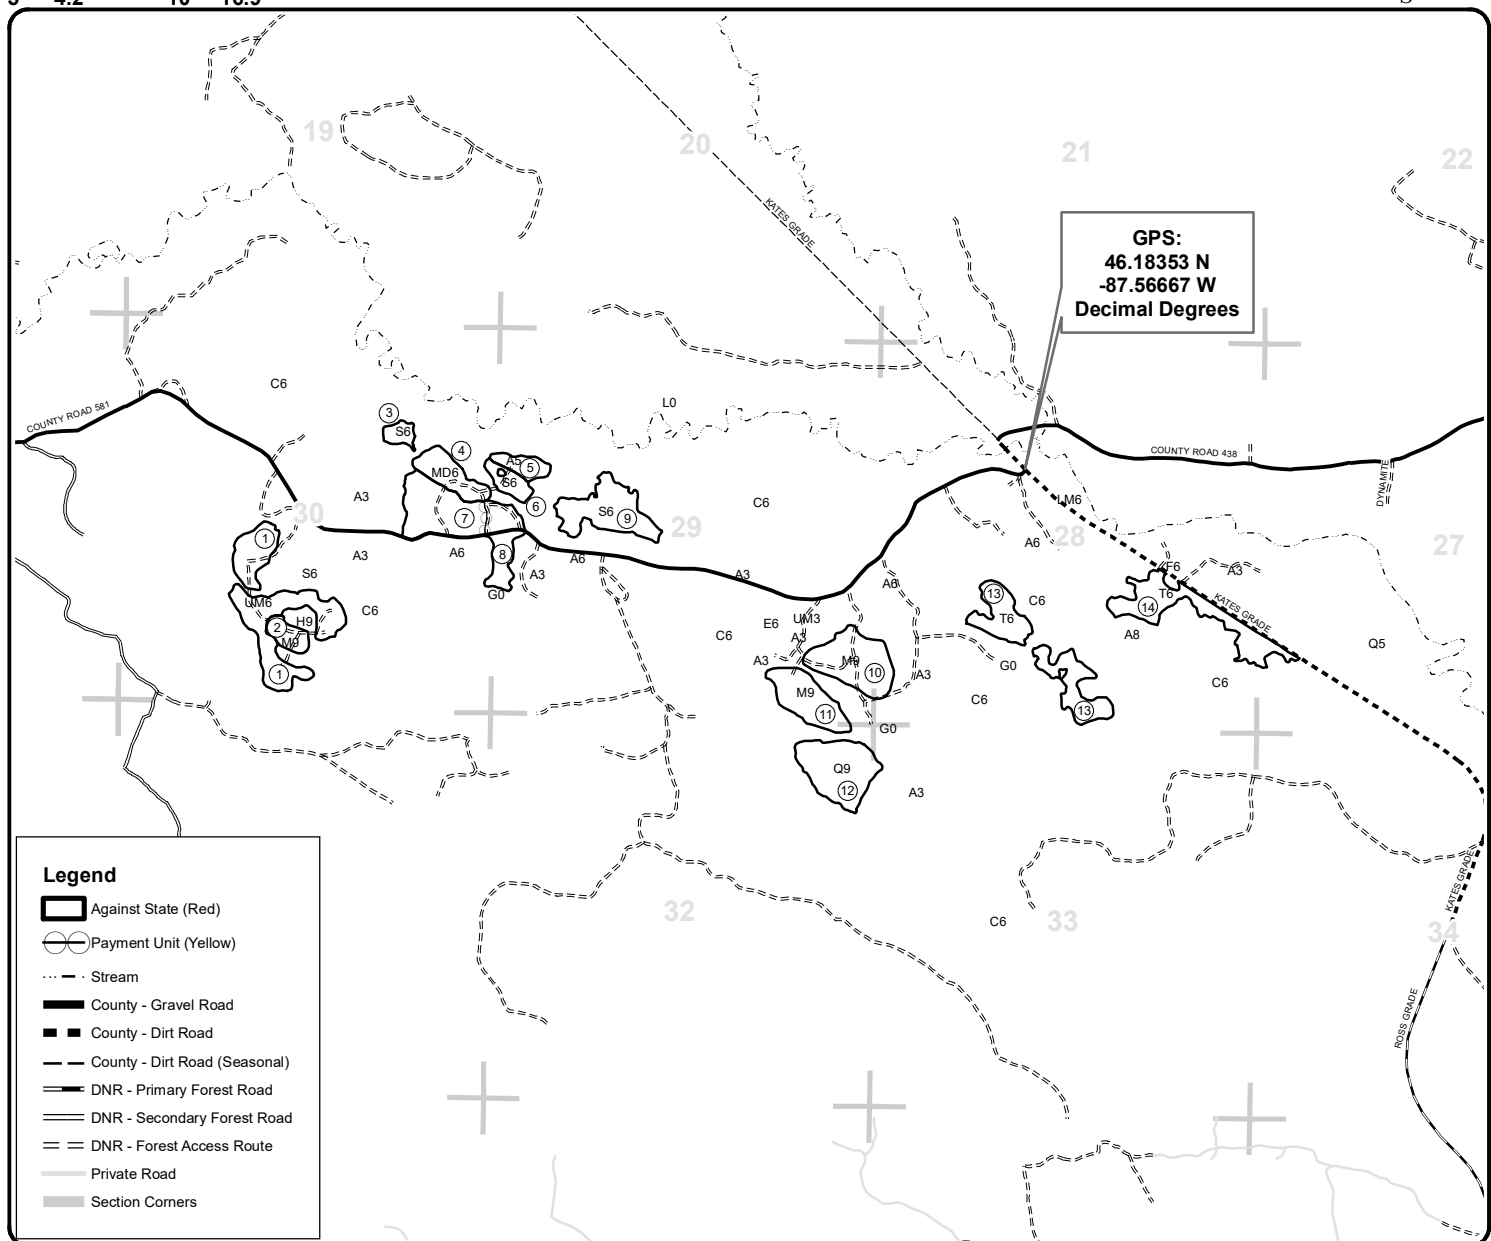 19
20
21
22
KATES GRADE
GPS:
46.18353 N
-87.56667 W
Decimal Degrees
C6
L0
COUNTY ROAD 581
3
S6
4
MD6
A5
5
S6
6
COUNTY ROAD 438
DYNAMITE
A3
30
7
S6
9
C6
29
LM6
28
27
1
A3
A6
8
A6
A3
A3
A6
A6
S6
G0
F6
A3
UM6
C6
H9
2
M9
1
E6
UM3
C6
A3
A3
M9
10
A3
M9
11
G0
13
T6
C6
G0
C6
13
T6
14
KATES GRADE
A8
Q5
C6
Q9
12
A3
32
C6
33
34
KATES GRADE
ROSS GRADE
Legend
Against State (Red)
Payment Unit (Yellow)
Stream
County - Gravel Road
County - Dirt Road
County - Dirt Road (Seasonal)
DNR - Primary Forest Road
DNR - Secondary Forest Road
DNR - Forest Access Route
Private Road
Section Corners